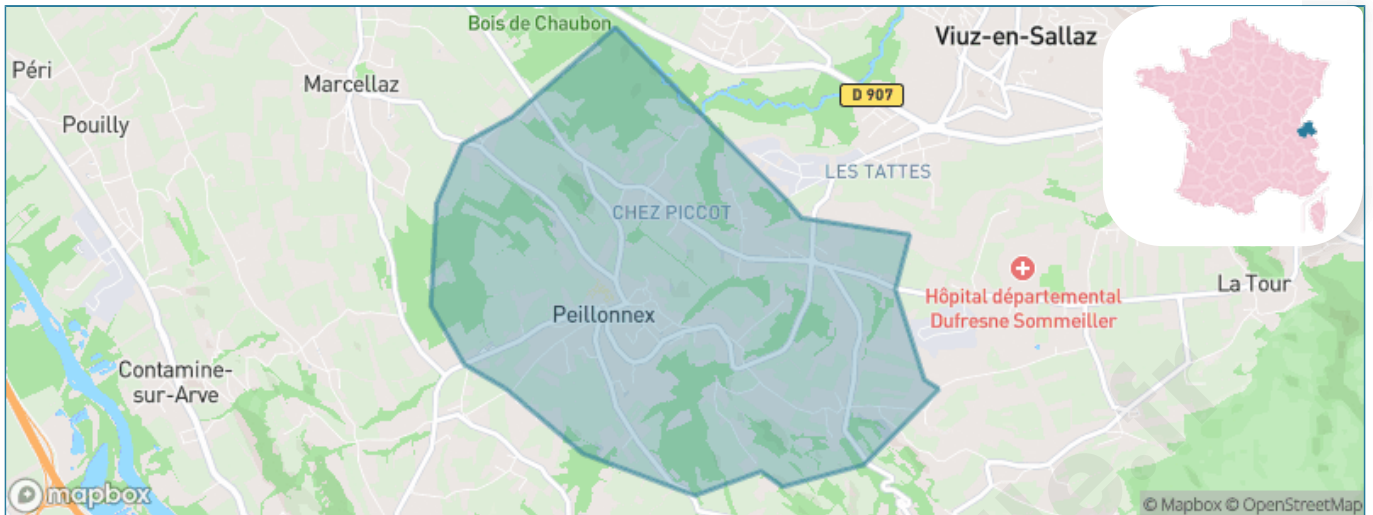 Bois de Chaubon
Viuz-en-Sallaz
Péri
Marcellaz
D 907
Pouilly
LES TATTES
CHEZ PICCOT
Hôpital départemental
Dufresne Sommeiller
La Tour
Peillonnex
Contamine-
sur-Arve
mapbox
© Mapbox © OpenStreetMap